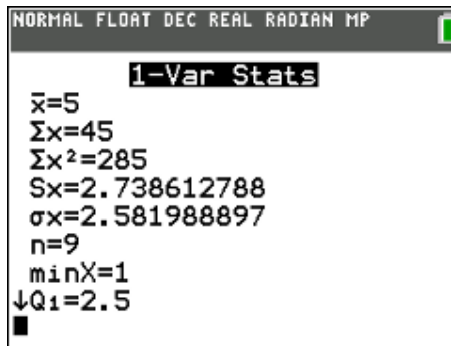 NORMAL FLOAT DEC REAL RADIAN MP
1-Var Stats
x̄=5
Σx=45
Σx²=285
Sx=2.738612788
σx=2.581988897
n=9
minX=1
↓Q₁=2.5